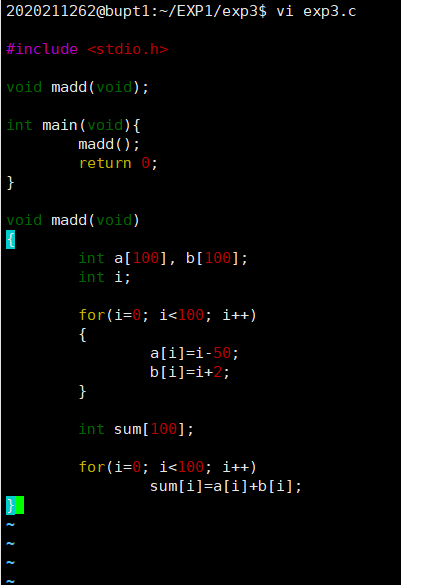 2020211262@bupt1:~/EXP1/exp3$ vi exp3.c
#include <stdio.h>
void madd(void);
int main(void){
madd();
return 0;
}
void madd(void)
{
int a[100], b[100];
int i;
for(i=0; i<100; i++)
{
a[i]=i-50;
b[i]=i+2;
}
int sum[100];
for(i=0; i<100; i++)
sum[i]=a[i]+b[i];
}
~
~
~
~